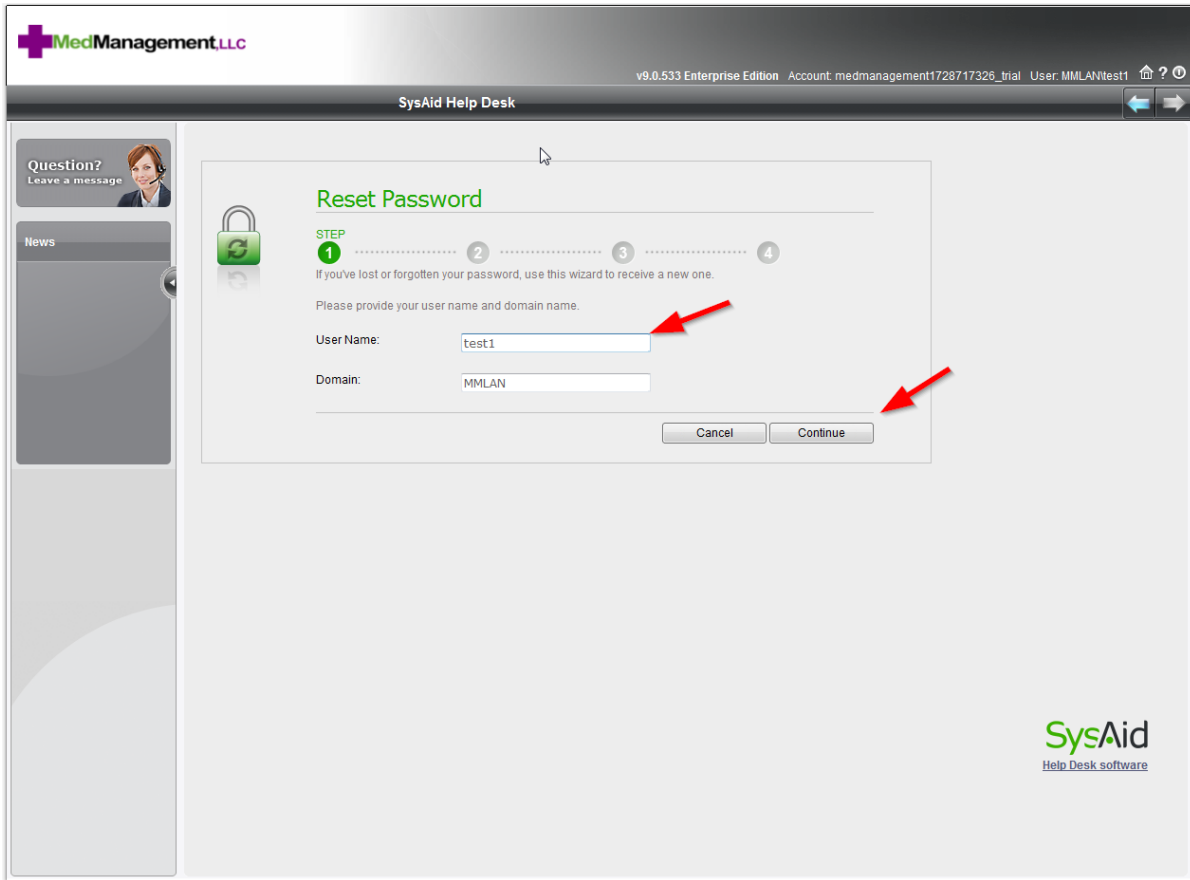 MedManagement,LLC
v9.0.533 Enterprise Edition Account: medmanagement1728717326_trial User: MMLAN\test1 ?
SysAid Help Desk
Question?
Leave a message
News
Reset Password
STEP
1 2 3 4
If you've lost or forgotten your password, use this wizard to receive a new one.
Please provide your user name and domain name.
User Name: test1
Domain: MMLAN
Cancel Continue
SysAid
Help Desk software